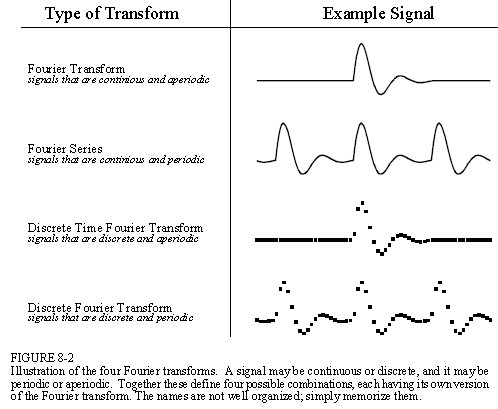 Type of Transform
Example Signal
Fourier Transform
signals that are continious and aperiodic
Fourier Series
signals that are continious and periodic
Discrete Time Fourier Transform
signals that are discrete and aperiodic
Discrete Fourier Transform
signals that are discrete and periodic
FIGURE 8-2
Illustration of the four Fourier transforms. A signal may be continuous or discrete, and it may be
periodic or aperiodic. Together these define four possible combinations, each having its own version
of the Fourier transform. The names are not well organized; simply memorize them.